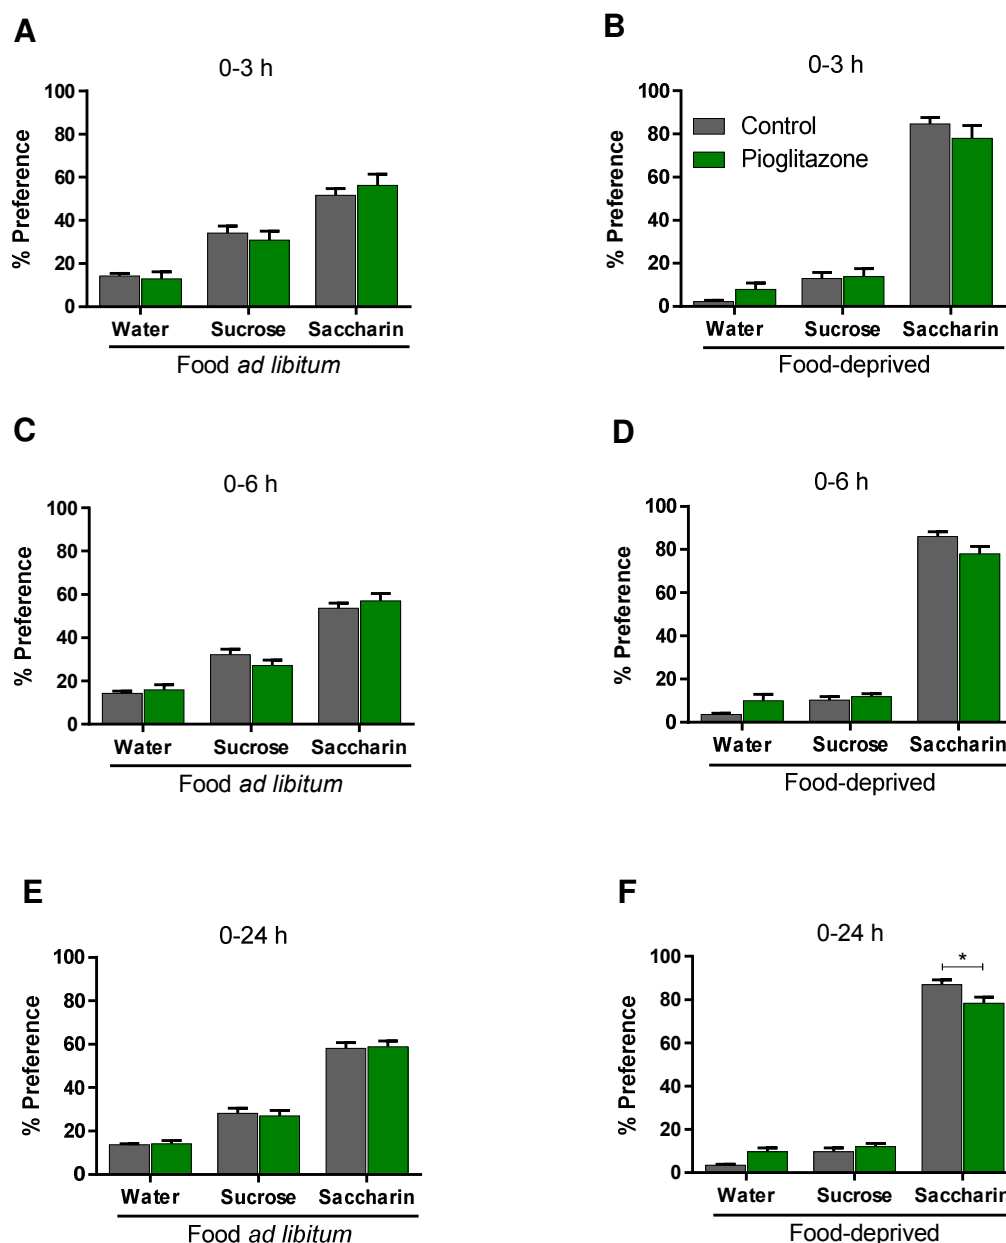 A
0-3 h
% Preference
100
80
60
40
20
0
Water Sucrose Saccharin
Food ad libitum
B
0-3 h
% Preference
100
80
60
40
20
0
Control
Pioglitazone
Water Sucrose Saccharin
Food-deprived
C
0-6 h
% Preference
100
80
60
40
20
0
Water Sucrose Saccharin
Food ad libitum
D
0-6 h
% Preference
100
80
60
40
20
0
Water Sucrose Saccharin
Food-deprived
E
0-24 h
% Preference
100
80
60
40
20
0
Water Sucrose Saccharin
Food ad libitum
F
0-24 h
% Preference
100
80
60
40
20
0
*
Water Sucrose Saccharin
Food-deprived